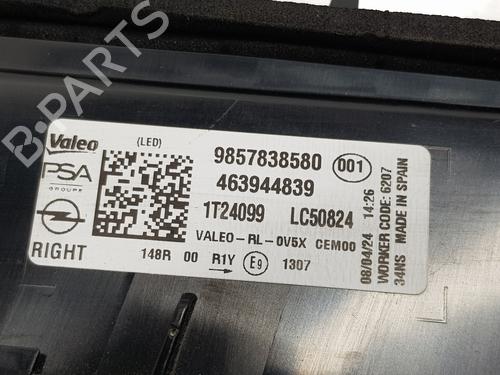 B-PARTS
Valeo
(LED)
PSA
GROUPE
RIGHT
9857838580 001
463944839
1T24099 LC50824
VALEO-RL-0V5X CEM00
148R 00 R1Y → E9 1307
08/04/24 14:26
WORKER CODE: 6207
34NS MADE IN SPAIN